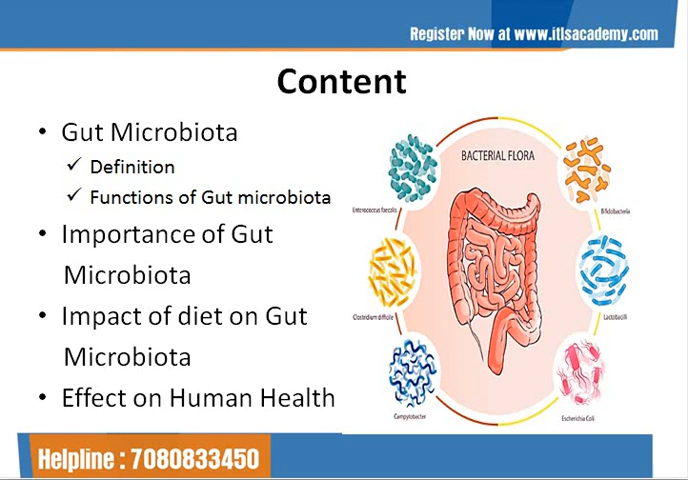 Register Now at www.itlsacademy.com
Content
• Gut Microbiota
✓ Definition
✓ Functions of Gut microbiota
• Importance of Gut
Microbiota
• Impact of diet on Gut
Microbiota
• Effect on Human Health
BACTERIAL FLORA
Enterococcus faecalis
Bifidobacteria
Clostridium difficile
Lactobacilli
Campylobacter
Escherichia Coli
Helpline : 7080833450